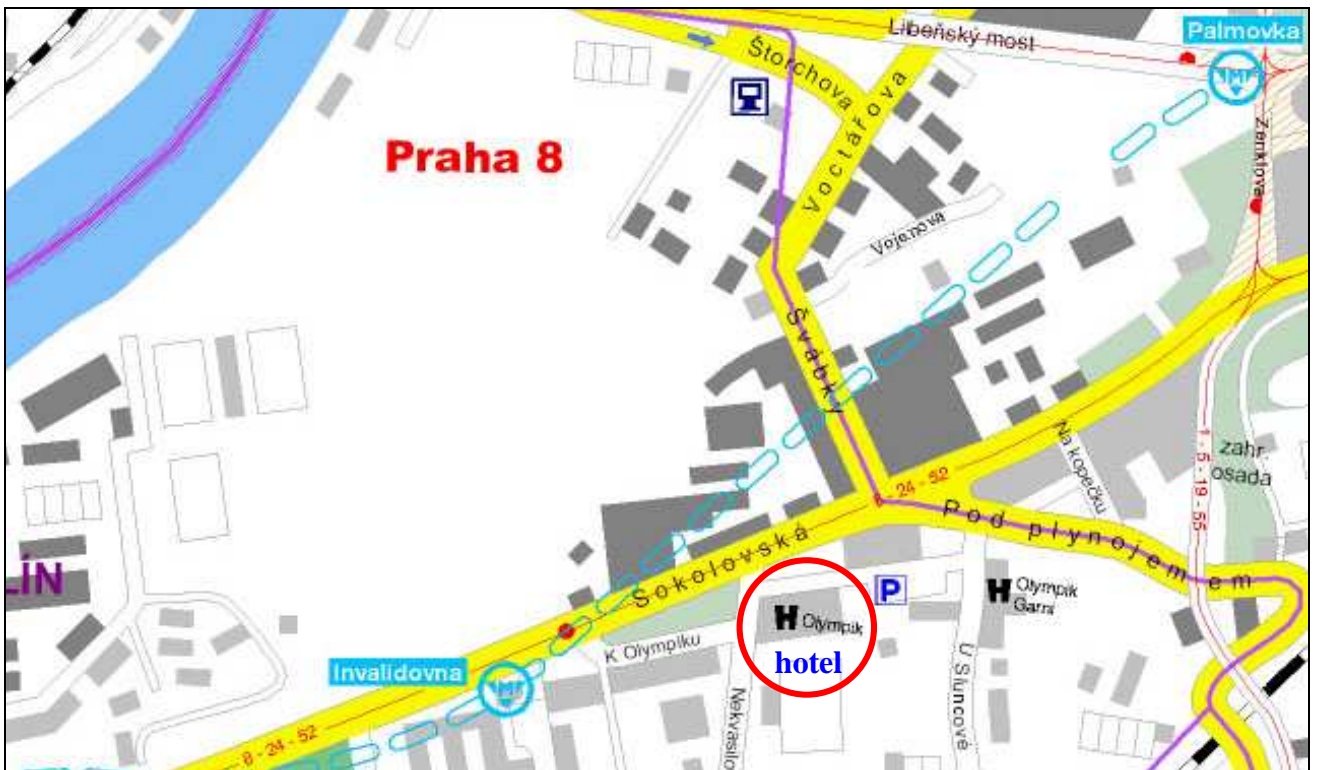 Libeňský most
Palmovka
M
Štorchova
Voctářova
Zenklova
Praha 8
Vojenova
Švábky
Na kopečku
zahr.
osada
8 - 24 - 52
1 - 5 - 19 - 55
Pod plynojemem
Sokolovská
LÍN
P
H Olympik
Garni
H Olympik
hotel
K Olympiku
U Sluncové
Invalidovna
M
Nekvasilo
8 - 24 - 52